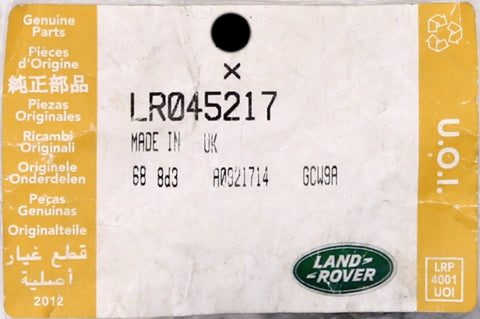 Genuine
Parts
Pièces
d'Origine
純正部品
Piezas
Originales
Ricambi
Originali
Originele
Onderdelen
Peças
Genuinas
Originalteile
قطع غيار
أصلية
2012
×
LR045217
MADE IN UK
68 8d3 A0921714 GCW9A
LAND-
-ROVER
U.O.I.
LRP
4001
UOI